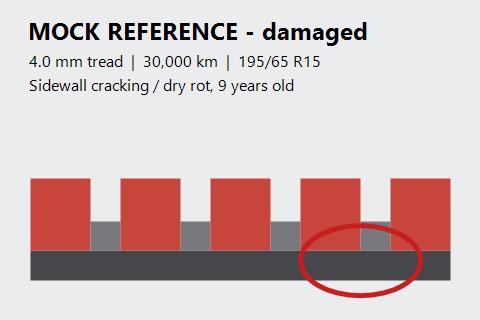 MOCK REFERENCE - damaged
4.0 mm tread | 30,000 km | 195/65 R15
Sidewall cracking / dry rot, 9 years old